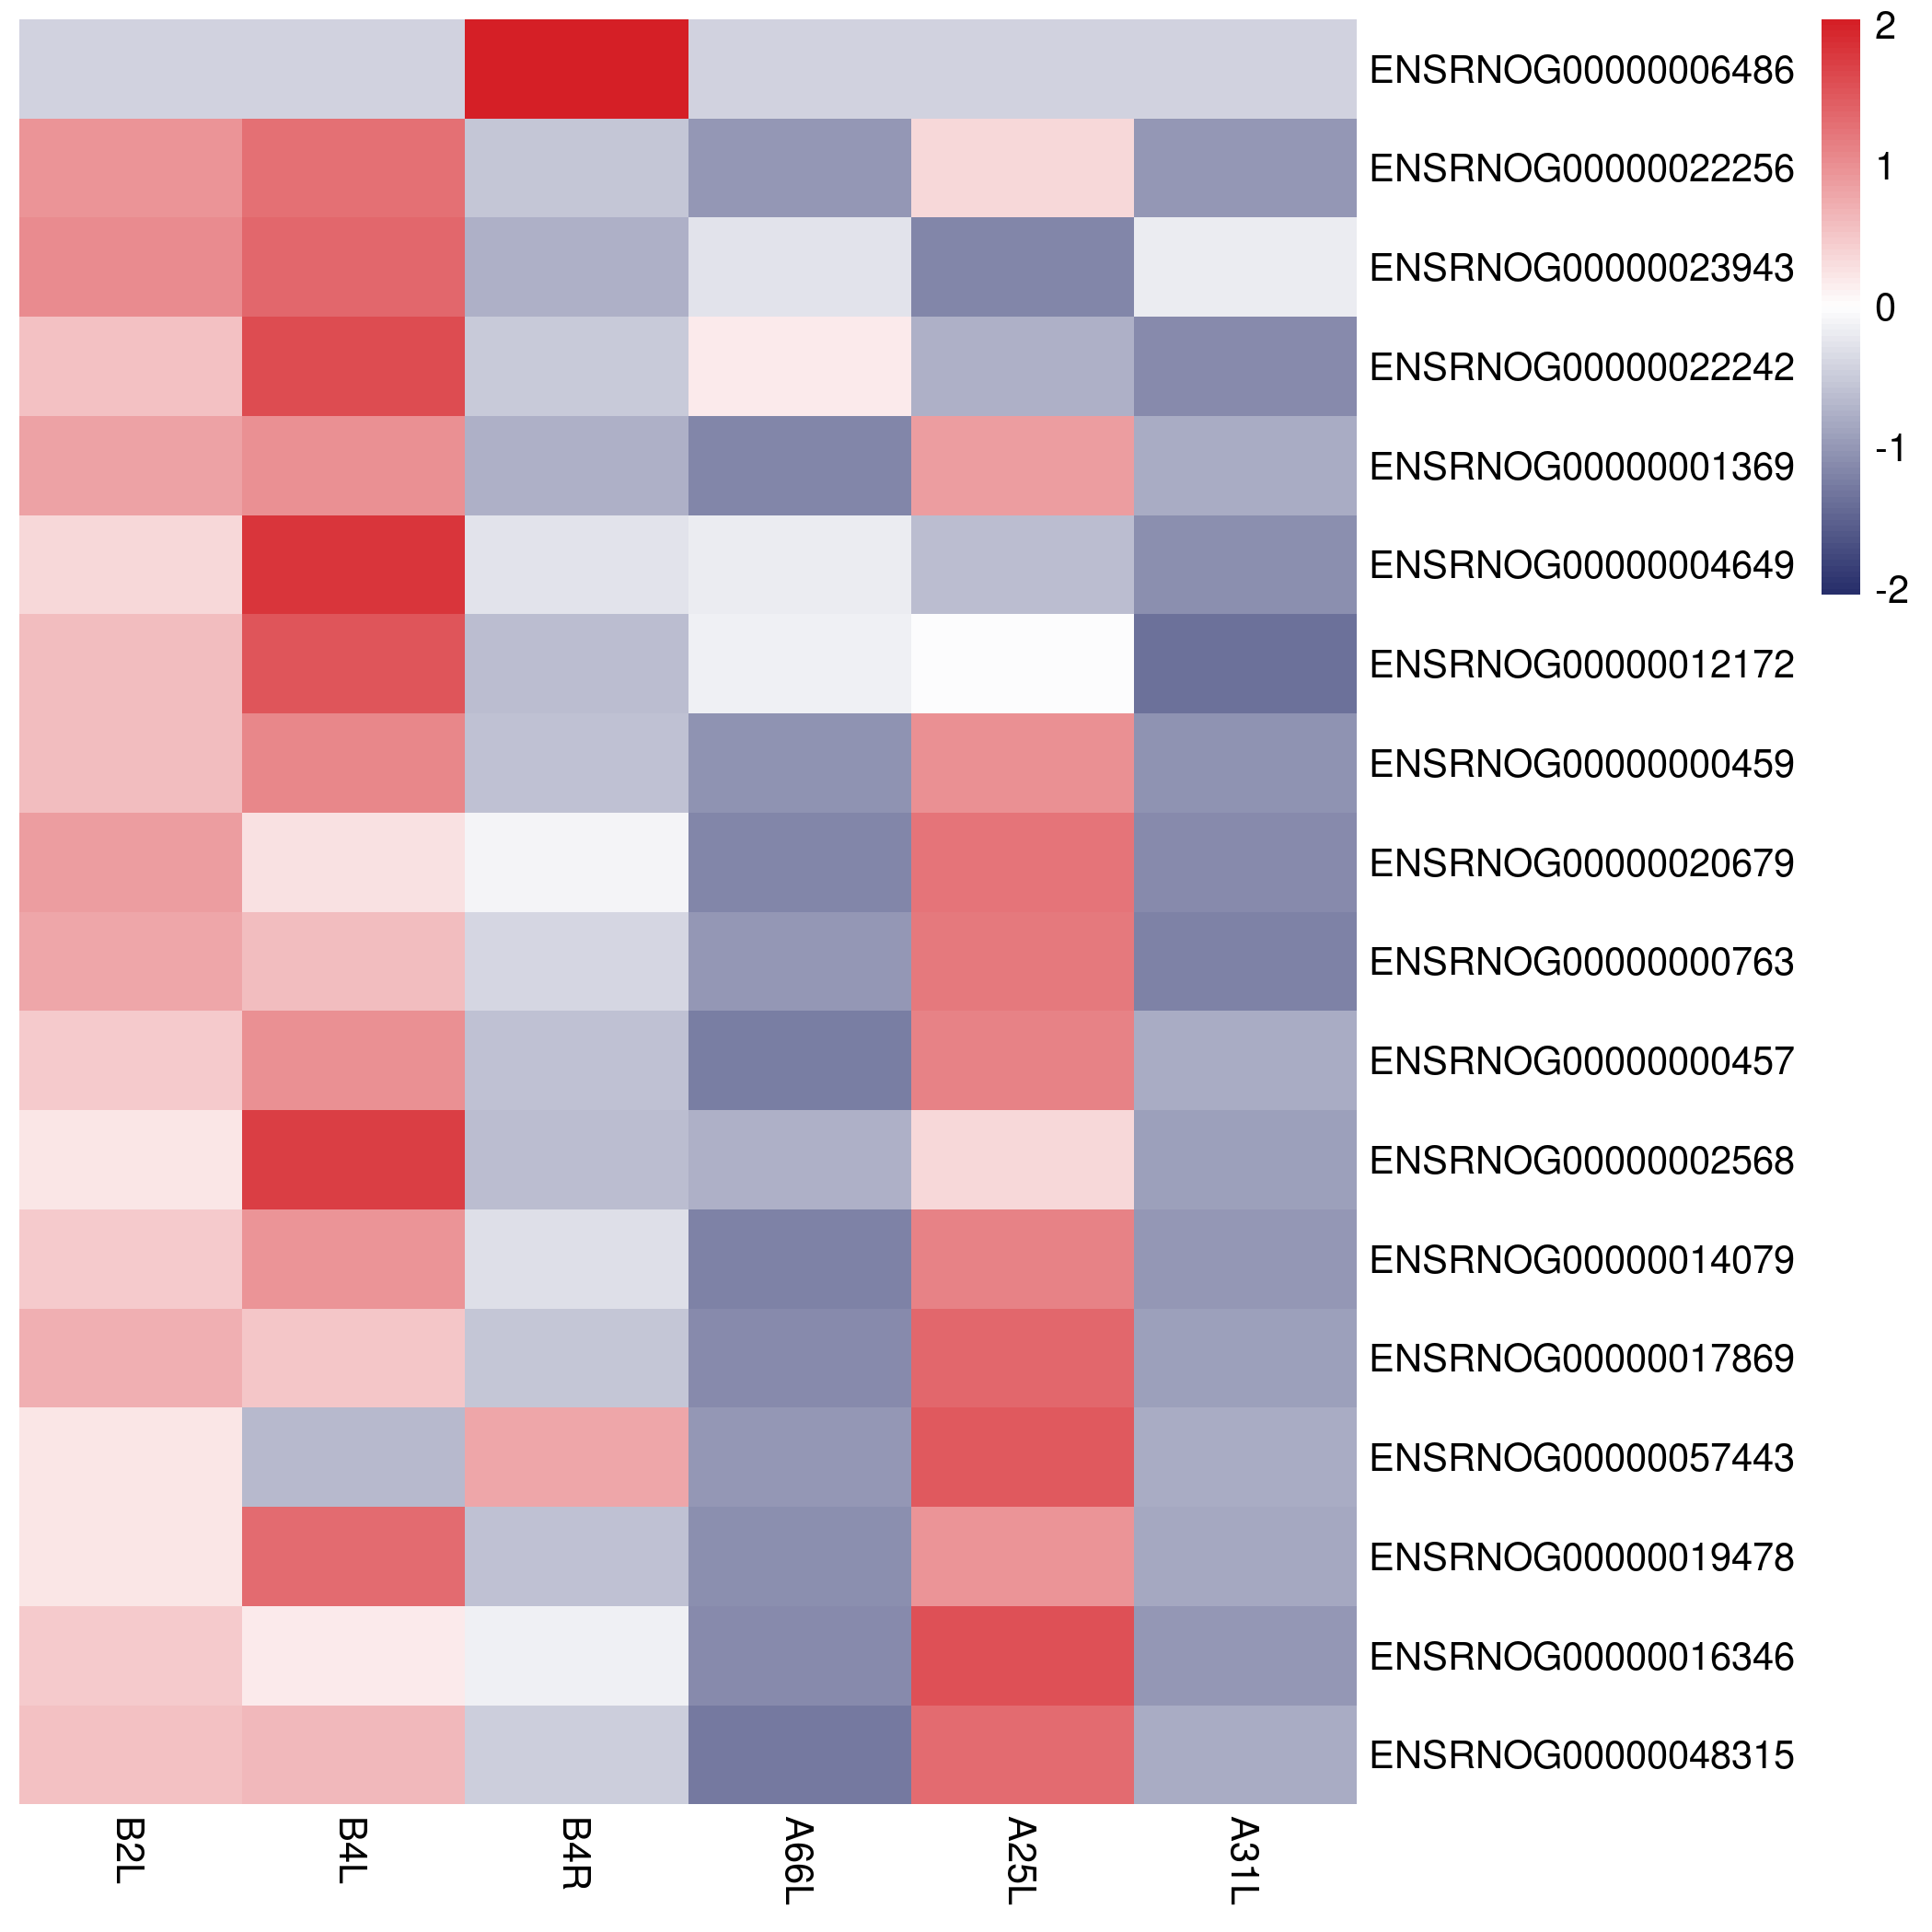 ENSRNOG00000006486
ENSRNOG00000022256
ENSRNOG00000023943
ENSRNOG00000022242
ENSRNOG00000001369
ENSRNOG00000004649
ENSRNOG00000012172
ENSRNOG00000000459
ENSRNOG00000020679
ENSRNOG00000000763
ENSRNOG00000000457
ENSRNOG00000002568
ENSRNOG00000014079
ENSRNOG00000017869
ENSRNOG00000057443
ENSRNOG00000019478
ENSRNOG00000016346
ENSRNOG00000048315
2
1
0
-1
-2
B2L
B4L
B4R
A66L
A25L
A31L